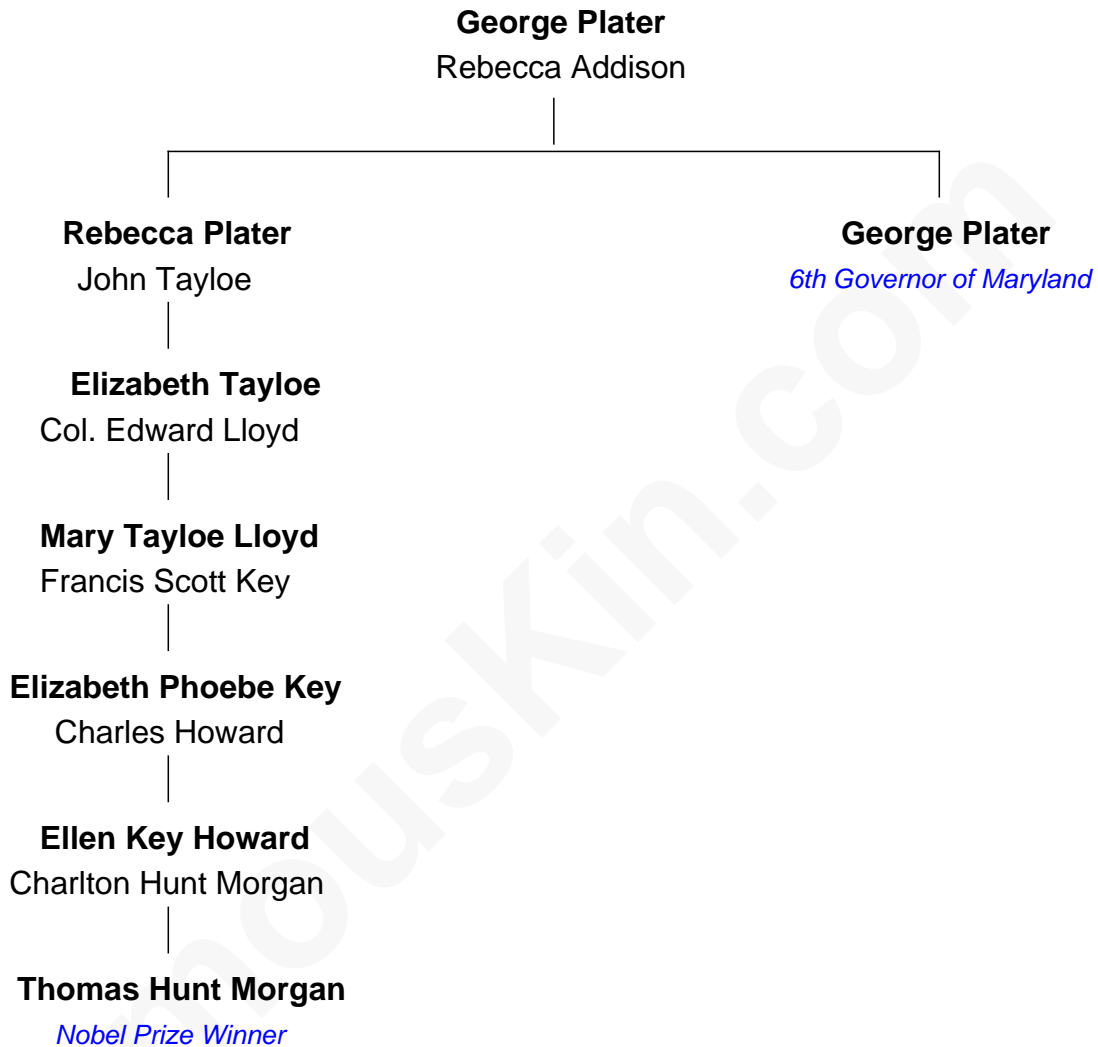 George Plater
Rebecca Addison
Rebecca Plater
John Tayloe
George Plater
6th Governor of Maryland
Elizabeth Tayloe
Col. Edward Lloyd
Mary Tayloe Lloyd
Francis Scott Key
Elizabeth Phoebe Key
Charles Howard
Ellen Key Howard
Charlton Hunt Morgan
Thomas Hunt Morgan
Nobel Prize Winner
mousKin.com